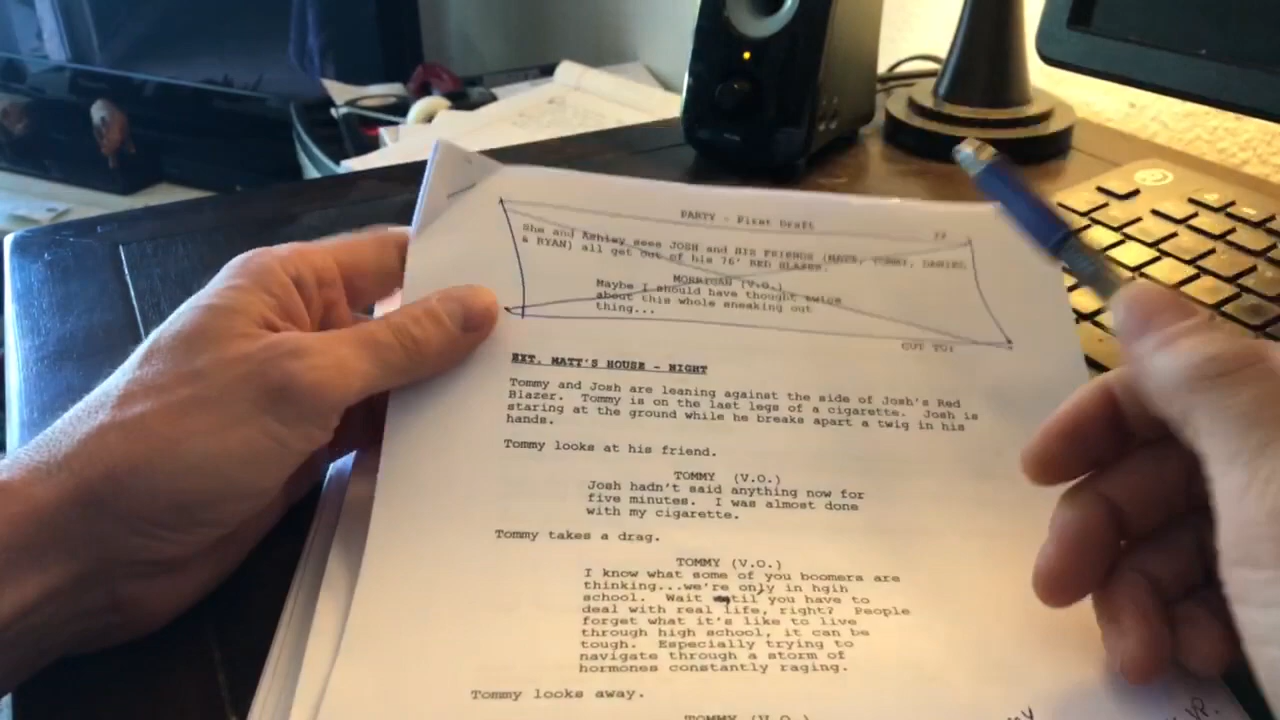 PARTY - First Draft
She and Ashley sees JOSH and HIS FRIENDS (MATT, TOMMY, DANIEL
& RYAN) all get out of his 76' RED BLAZER.
MORRIGAN (V.O.)
Maybe I should have thought twice
about this whole sneaking out
thing...
CUT TO:
EXT. MATT'S HOUSE - NIGHT
Tommy and Josh are leaning against the side of Josh's Red
Blazer. Tommy is on the last legs of a cigarette. Josh is
staring at the ground while he breaks apart a twig in his
hands.
Tommy looks at his friend.
TOMMY (V.O.)
Josh hadn't said anything now for
five minutes. I was almost done
with my cigarette.
Tommy takes a drag.
TOMMY (V.O.)
I know what some of you boomers are
thinking...we're only in hgih
school. Wait til you have to
deal with real life, right? People
forget what it's like to live
through high school, it can be
tough. Especially trying to
navigate through a storm of
hormones constantly raging.
Tommy looks away.
TOMMY (V.O.)